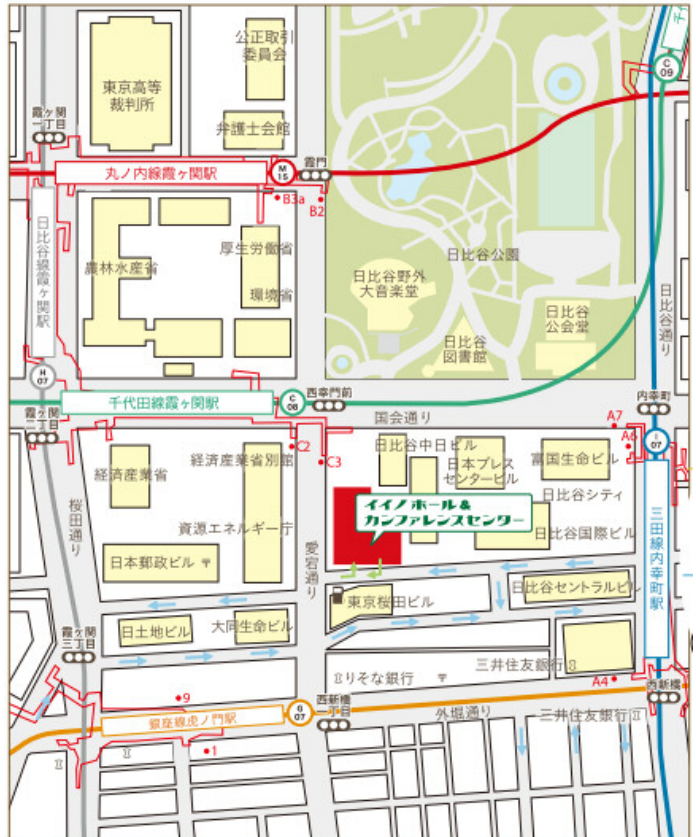 公正取引
委員会
千代
C
09
東京高等
裁判所
霞ヶ関
一丁目
弁護士会館
丸ノ内線霞ヶ関駅
M
15
霞門
B3a
B2
日比谷線霞ヶ関駅
農林水産省
厚生労働省
環境省
日比谷公園
日比谷野外
大音楽堂
日比谷
図書館
日比谷
公会堂
日比谷通り
H
07
千代田線霞ヶ関駅
C
08
西幸門前
国会通り
内幸町
霞ヶ関
二丁目
A7
A6
I
07
C2
C3
経済産業省
経済産業省別館
日比谷中日ビル
日本プレス
センタービル
富国生命ビル
日比谷シティ
イイノホール&
カンファレンスセンター
桜田通り
資源エネルギー庁
日比谷国際ビル
愛宕通り
三田線内幸町駅
日本郵政ビル 〒
日比谷セントラルビル
東京桜田ビル
日土地ビル
大同生命ビル
霞ヶ関
三丁目
りそな銀行
〒
三井住友銀行
A4
9
銀座線虎ノ門駅
G
07
西新橋
一丁目
外堀通り
三井住友銀行
西新橋
1